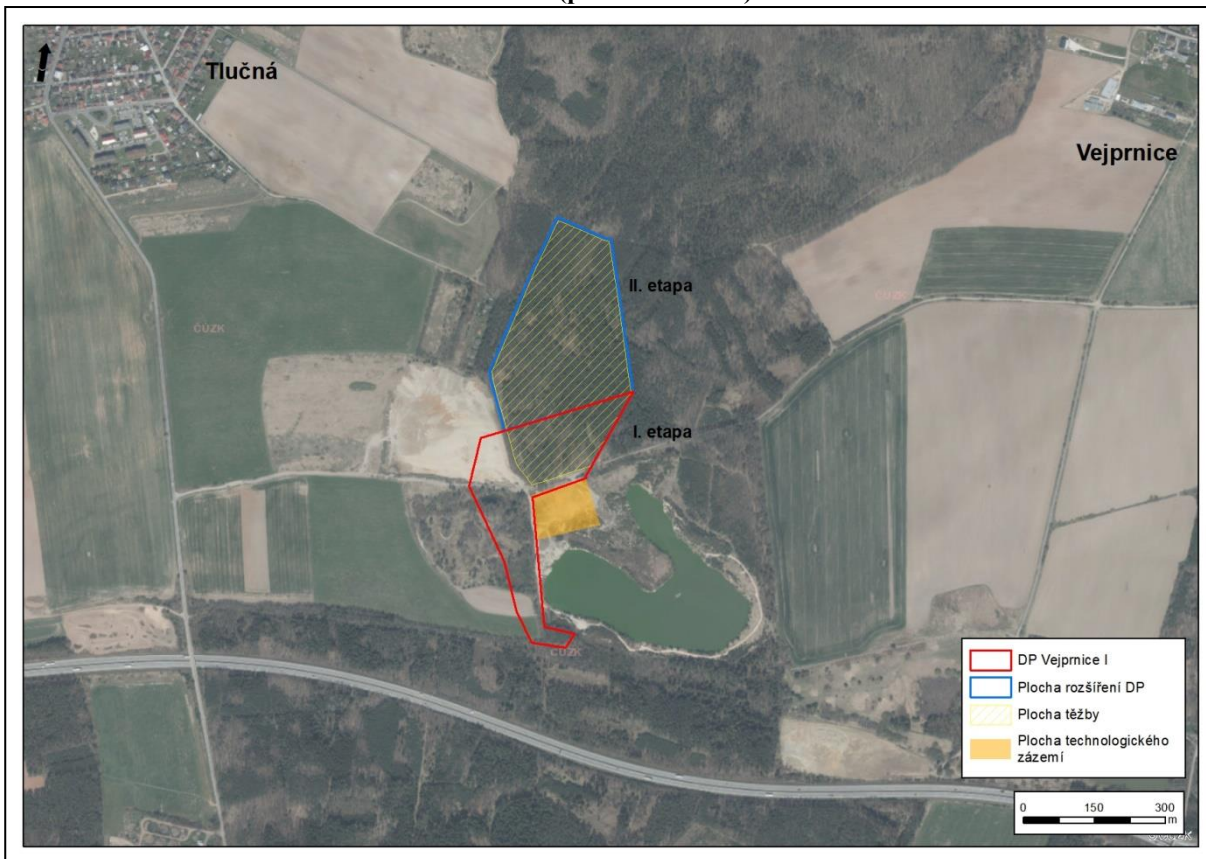 Tlučná
Vejprnice
II. etapa
ČÚZK
ČÚZK
I. etapa
ČÚZK
DP Vejprnice I
Plocha rozšíření DP
Plocha těžby
Plocha technologického
zázemí
0 150 300
m